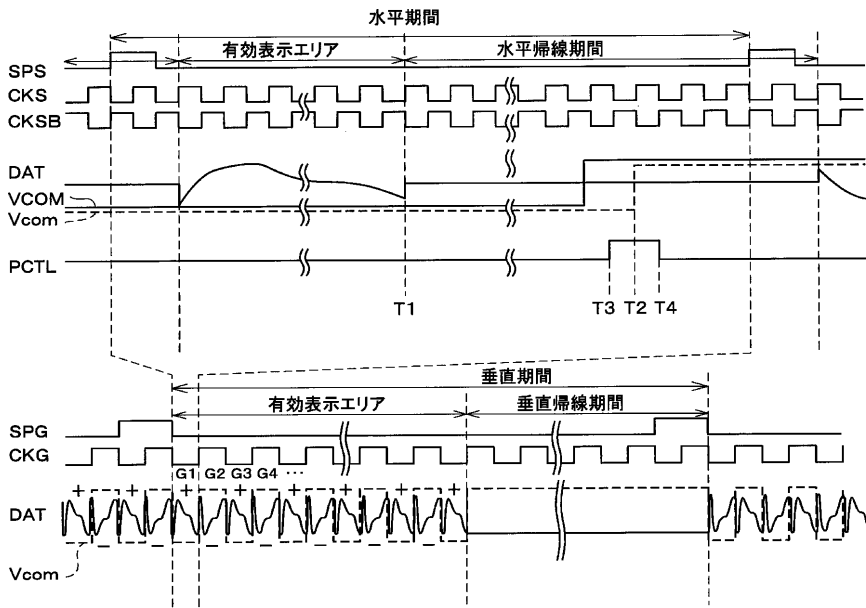 水平期間
有効表示エリア
水平帰線期間
SPS
CKS
CKSB
DAT
VCOM
Vcom
PCTL
T1
T3 T2 T4
垂直期間
有効表示エリア
垂直帰線期間
SPG
CKG
G1 G2 G3 G4 ...
+ + + + + + + +
DAT
− − − − − − −
Vcom